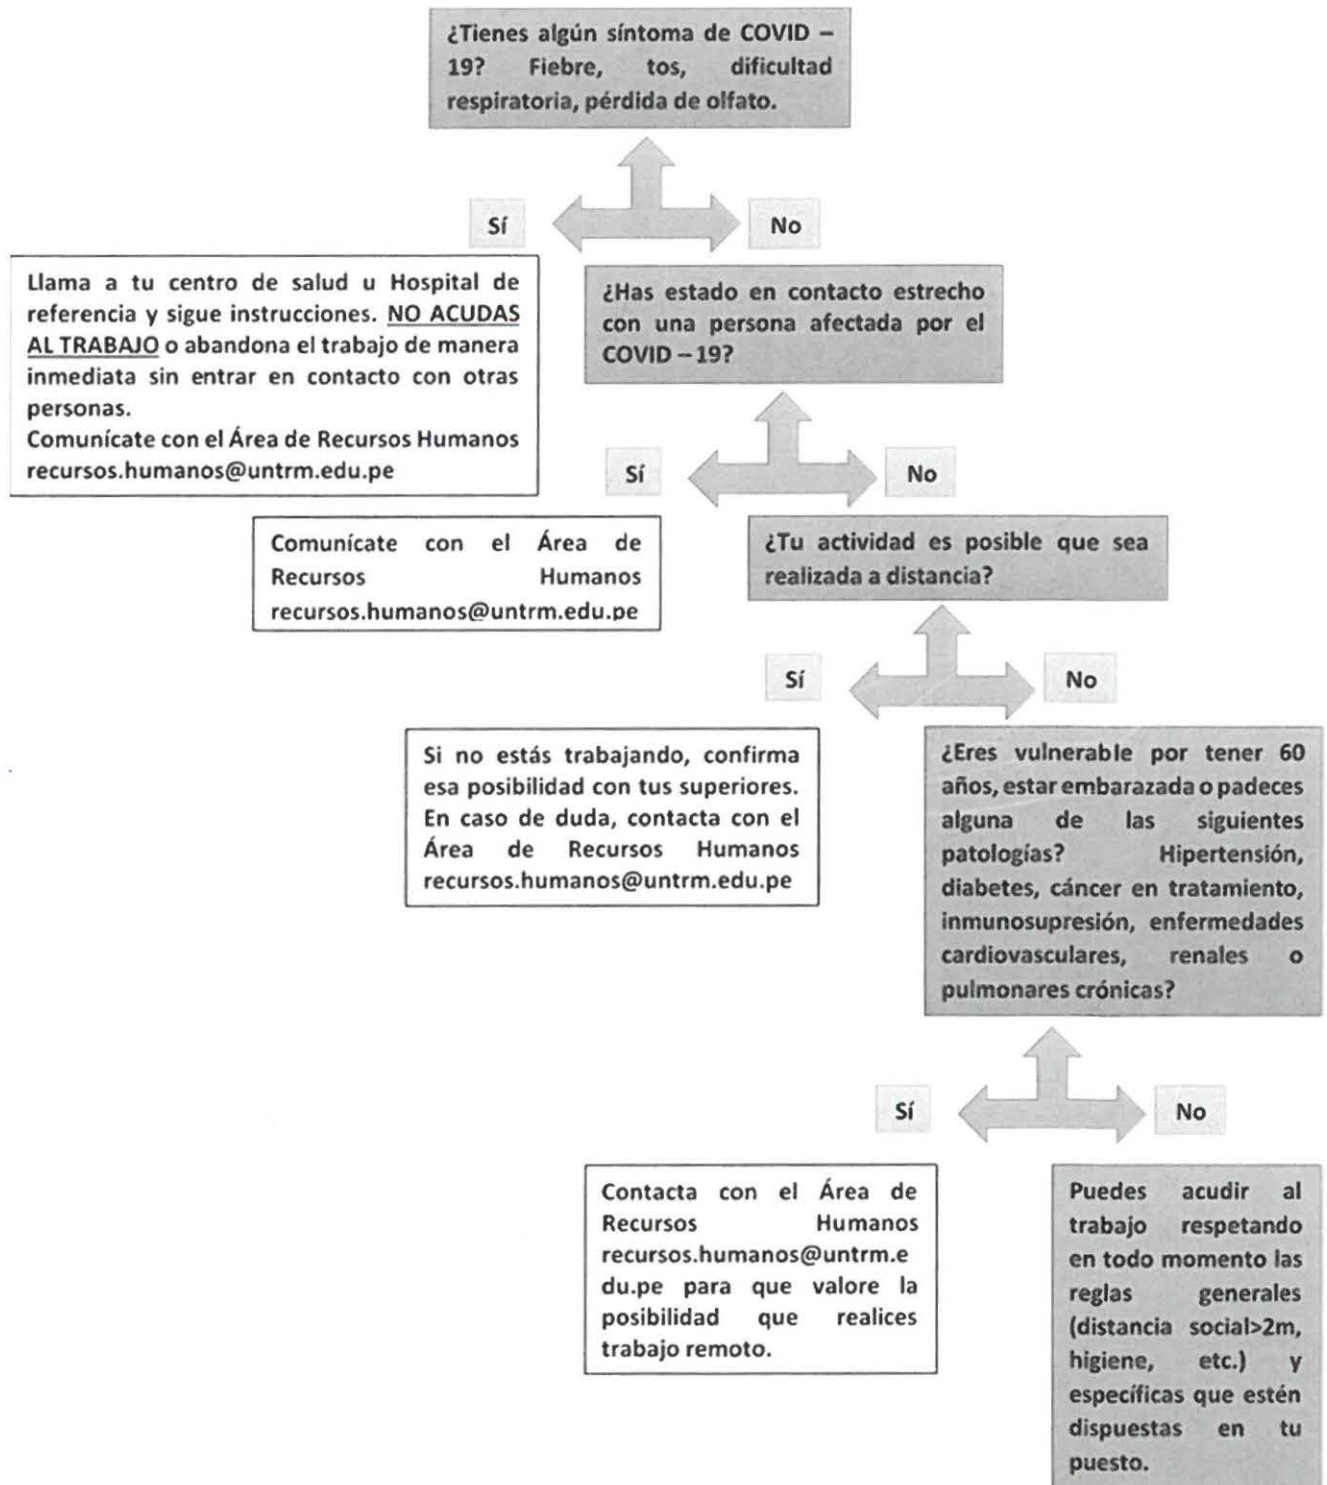 ¿Tienes algún síntoma de COVID –
19? Fiebre, tos, dificultad
respiratoria, pérdida de olfato.
Sí
No
Llama a tu centro de salud u Hospital de
referencia y sigue instrucciones. NO ACUDAS
AL TRABAJO o abandona el trabajo de manera
inmediata sin entrar en contacto con otras
personas.
Comunícate con el Área de Recursos Humanos
recursos.humanos@untrm.edu.pe
¿Has estado en contacto estrecho
con una persona afectada por el
COVID – 19?
Sí
No
Comunícate con el Área de
Recursos Humanos
recursos.humanos@untrm.edu.pe
¿Tu actividad es posible que sea
realizada a distancia?
Sí
No
Si no estás trabajando, confirma
esa posibilidad con tus superiores.
En caso de duda, contacta con el
Área de Recursos Humanos
recursos.humanos@untrm.edu.pe
¿Eres vulnerable por tener 60
años, estar embarazada o padeces
alguna de las siguientes
patologías? Hipertensión,
diabetes, cáncer en tratamiento,
inmunosupresión, enfermedades
cardiovasculares, renales o
pulmonares crónicas?
Sí
No
Contacta con el Área de
Recursos Humanos
recursos.humanos@untrm.e
du.pe para que valore la
posibilidad que realices
trabajo remoto.
Puedes acudir al
trabajo respetando
en todo momento las
reglas generales
(distancia social>2m,
higiene, etc.) y
específicas que estén
dispuestas en tu
puesto.